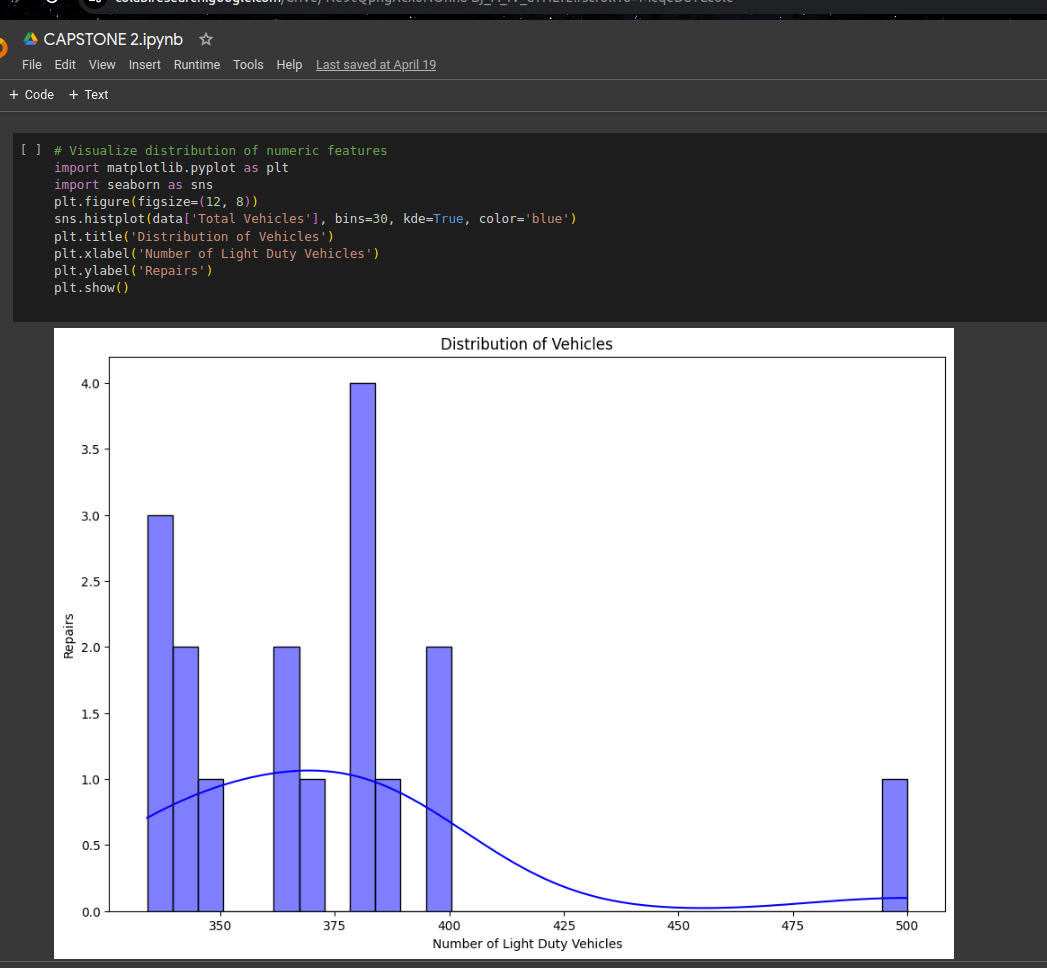 CAPSTONE 2.ipynb
File Edit View Insert Runtime Tools Help Last saved at April 19
+ Code + Text
[ ] # Visualize distribution of numeric features
import matplotlib.pyplot as plt
import seaborn as sns
plt.figure(figsize=(12, 8))
sns.histplot(data['Total Vehicles'], bins=30, kde=True, color='blue')
plt.title('Distribution of Vehicles')
plt.xlabel('Number of Light Duty Vehicles')
plt.ylabel('Repairs')
plt.show()
Distribution of Vehicles
4.0
3.5
3.0
2.5
2.0
1.5
1.0
0.5
0.0
Repairs
350 375 400 425 450 475 500
Number of Light Duty Vehicles